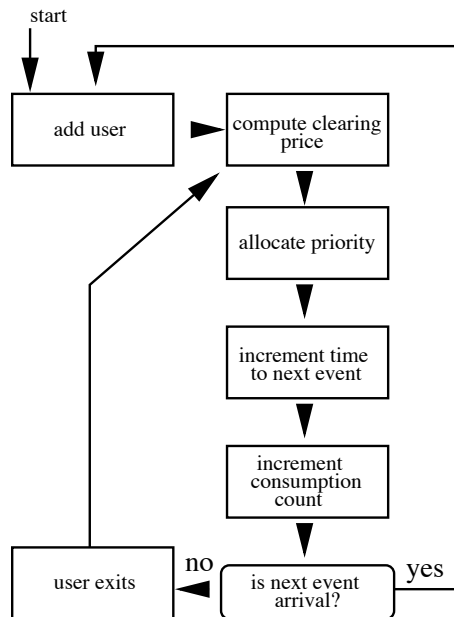 start
add user
compute clearing
price
allocate priority
increment time
to next event
increment
consumption
count
no
yes
user exits
is next event
arrival?